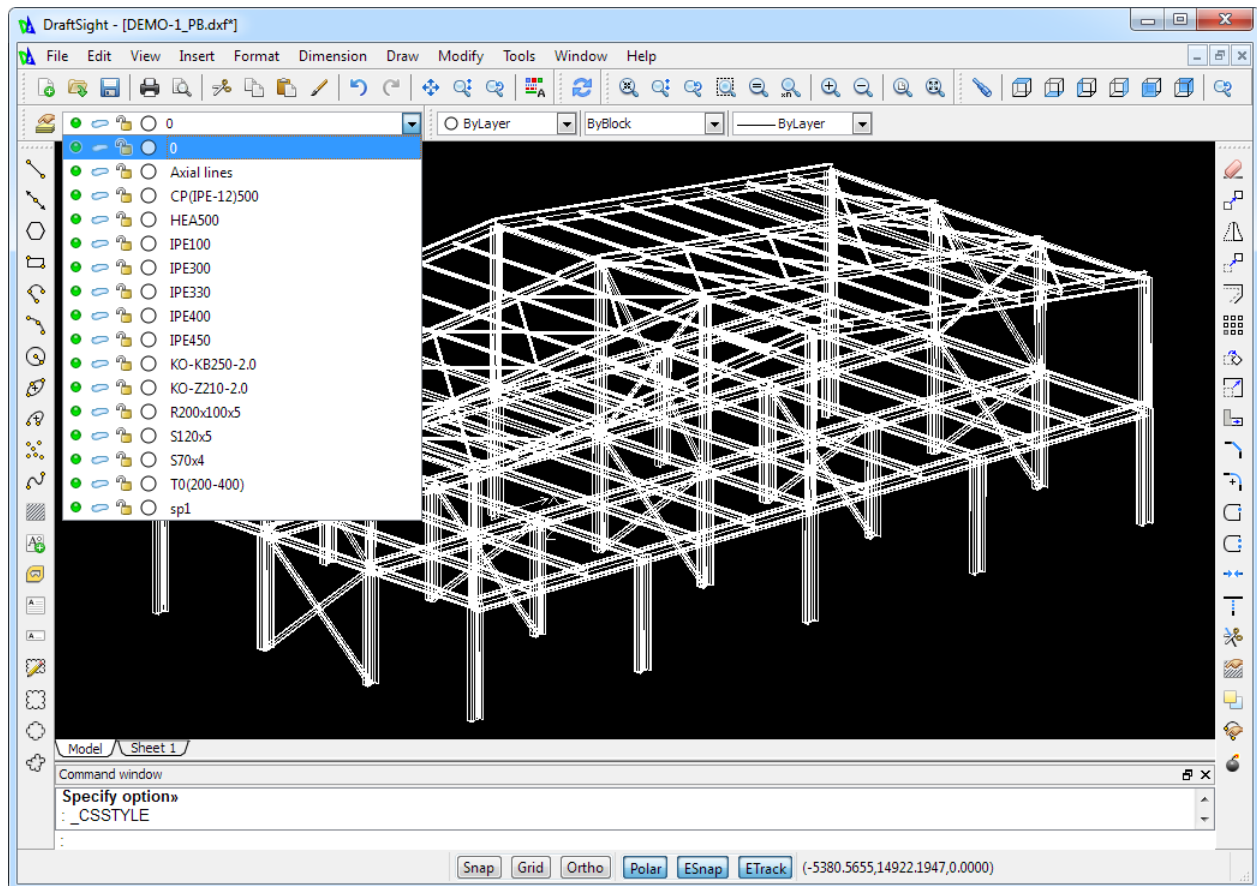 DraftSight - [DEMO-1_PB.dxf*]
File Edit View Insert Format Dimension Draw Modify Tools Window Help
0 ByLayer ByBlock ByLayer
0
Axial lines
CP(IPE-12)500
HEA500
IPE100
IPE300
IPE330
IPE400
IPE450
KO-KB250-2.0
KO-Z210-2.0
R200x100x5
S120x5
S70x4
T0(200-400)
sp1
Model Sheet 1
Command window
Specify option»
: _CSSTYLE
:
Snap Grid Ortho Polar ESnap ETrack (-5380.5655,14922.1947,0.0000)